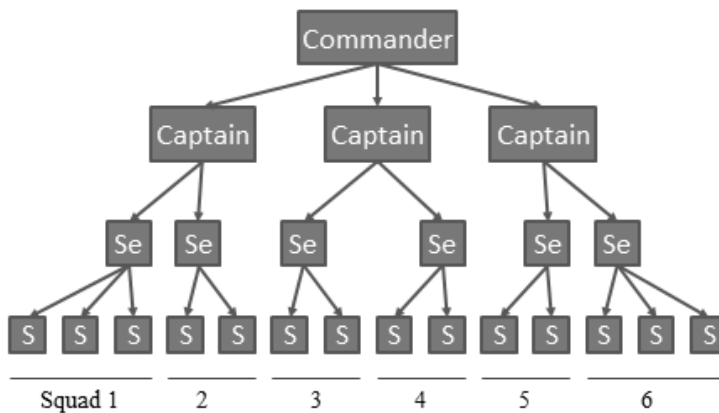 Commander
Captain Captain Captain
Se Se Se Se Se Se
S S S S S S S S S S S S S S
Squad 1 2 3 4 5 6